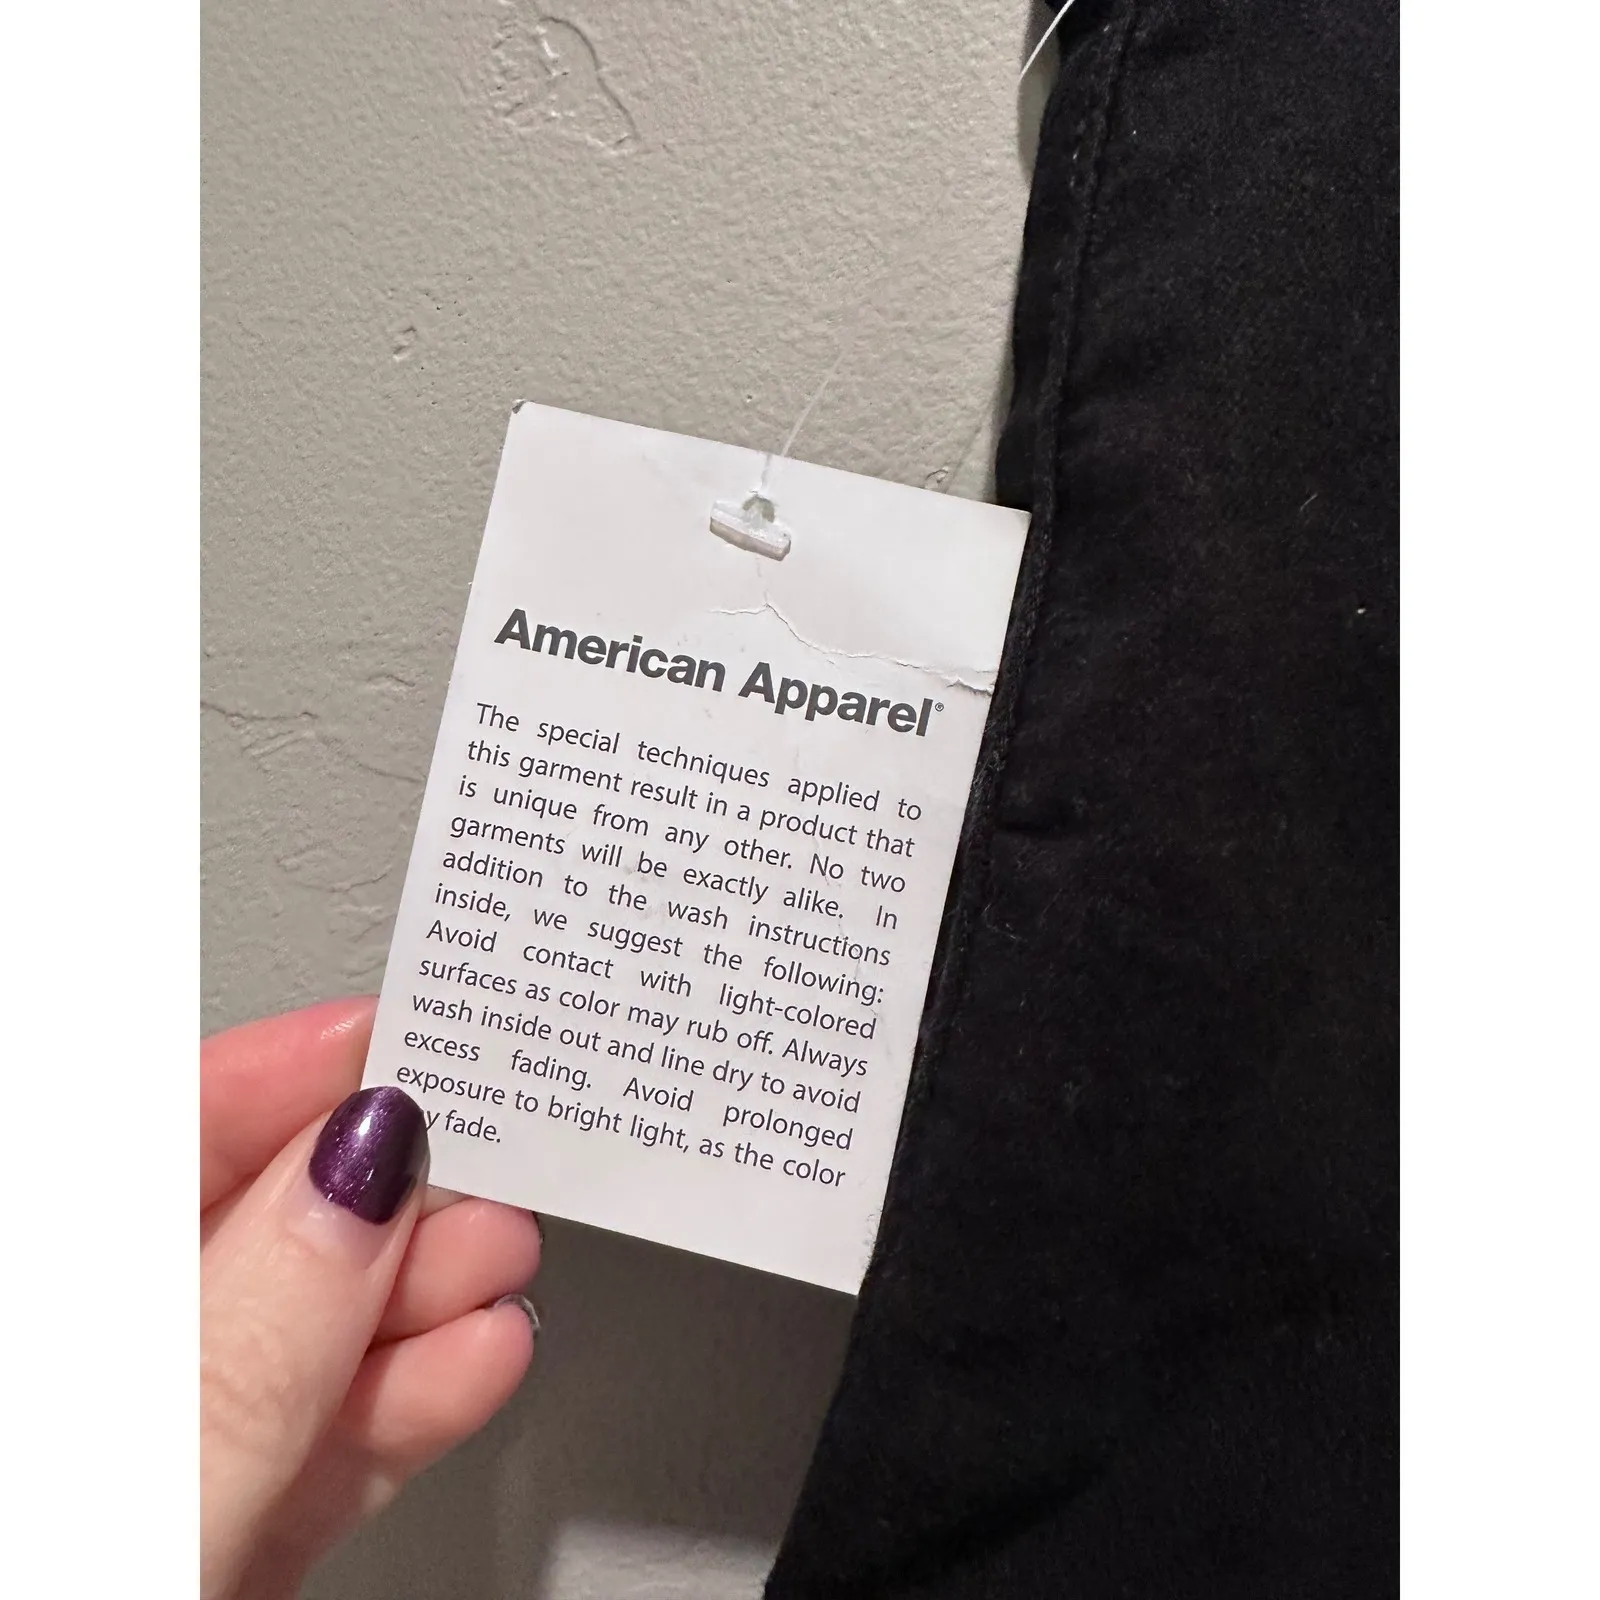 American Apparel®
The special techniques applied to
this garment result in a product that
is unique from any other. No two
garments will be exactly alike. In
addition to the wash instructions
inside, we suggest the following:
Avoid contact with light-colored
surfaces as color may rub off. Always
wash inside out and line dry to avoid
excess fading. Avoid prolonged
exposure to bright light, as the color
fade.